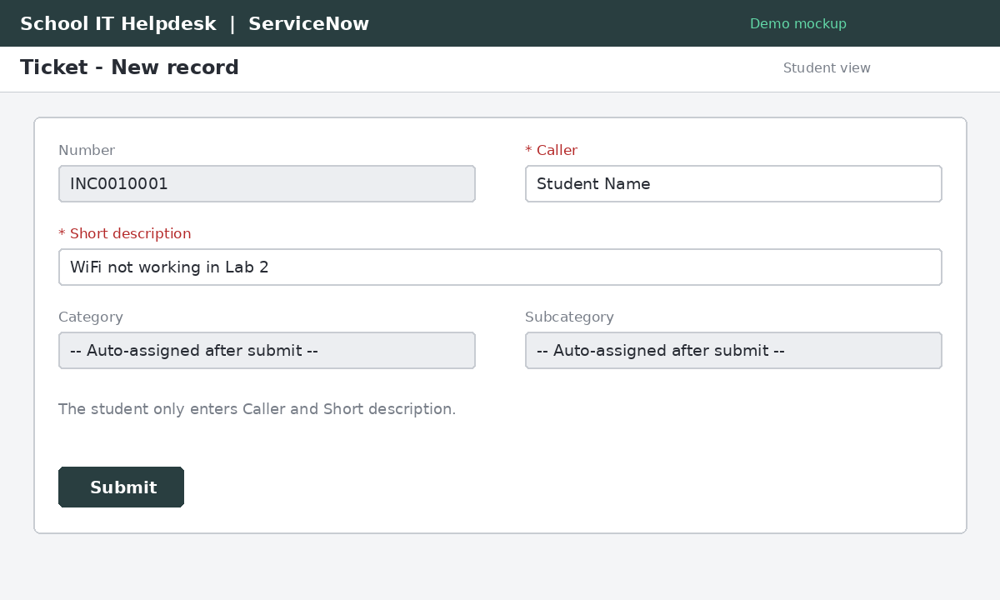 School IT Helpdesk | ServiceNow
Demo mockup
Ticket - New record
Student view
Number
* Caller
INC0010001
Student Name
* Short description
WiFi not working in Lab 2
Category
Subcategory
-- Auto-assigned after submit --
-- Auto-assigned after submit --
The student only enters Caller and Short description.
Submit